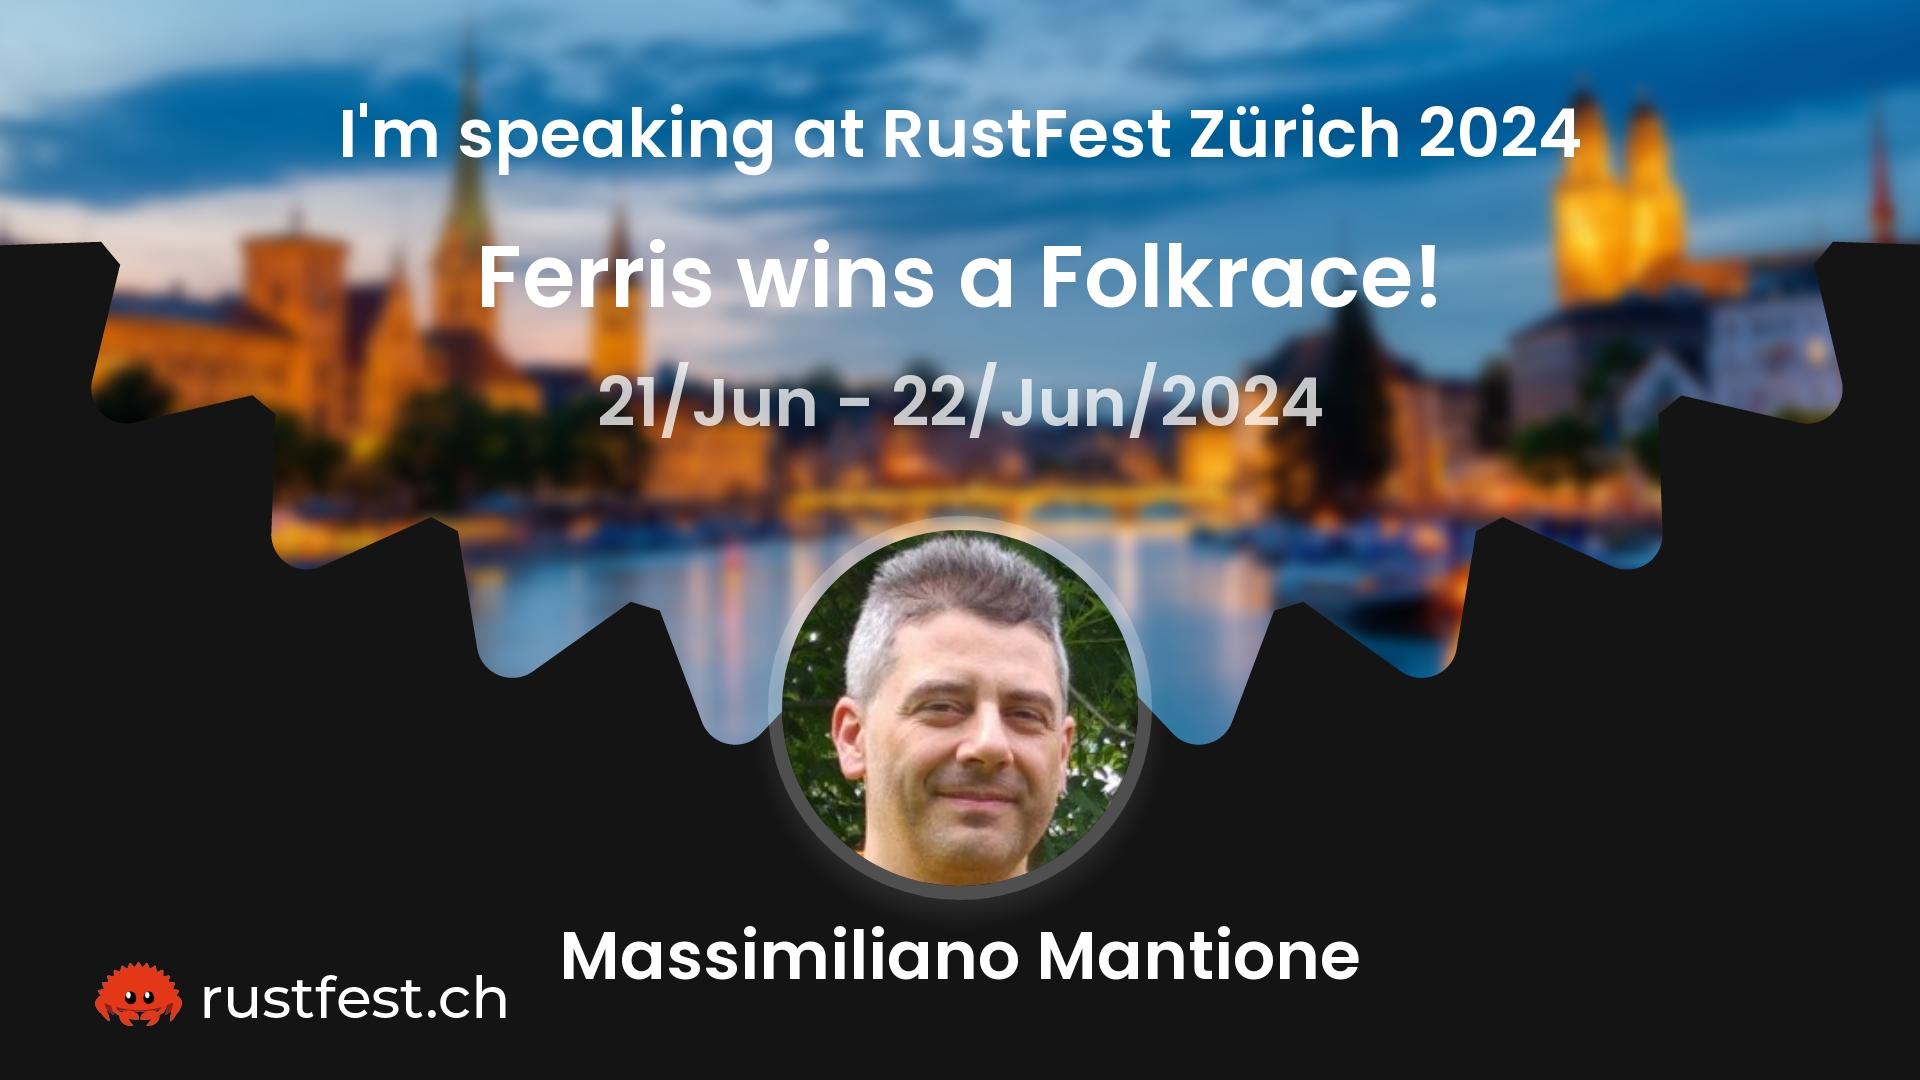 I'm speaking at RustFest Zürich 2024
Ferris wins a Folkrace!
21/Jun - 22/Jun/2024
Massimiliano Mantione
rustfest.ch